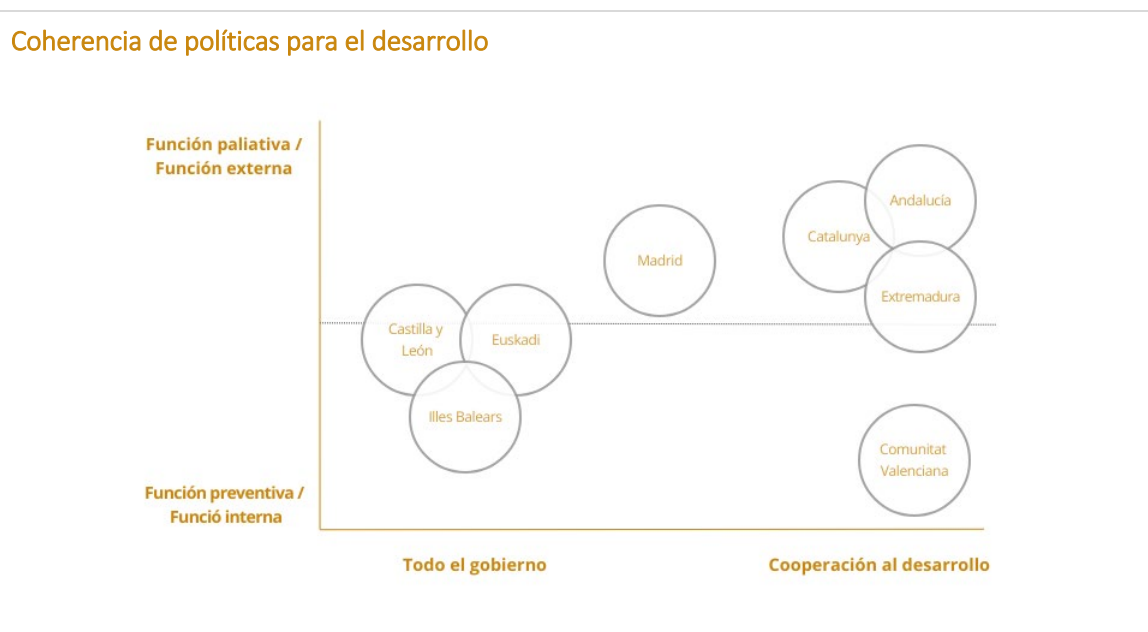 Coherencia de políticas para el desarrollo
Función paliativa /
Función externa
Andalucía
Catalunya
Madrid
Extremadura
Castilla y
León
Euskadi
Illes Balears
Comunitat
Valenciana
Función preventiva /
Funció interna
Todo el gobierno
Cooperación al desarrollo